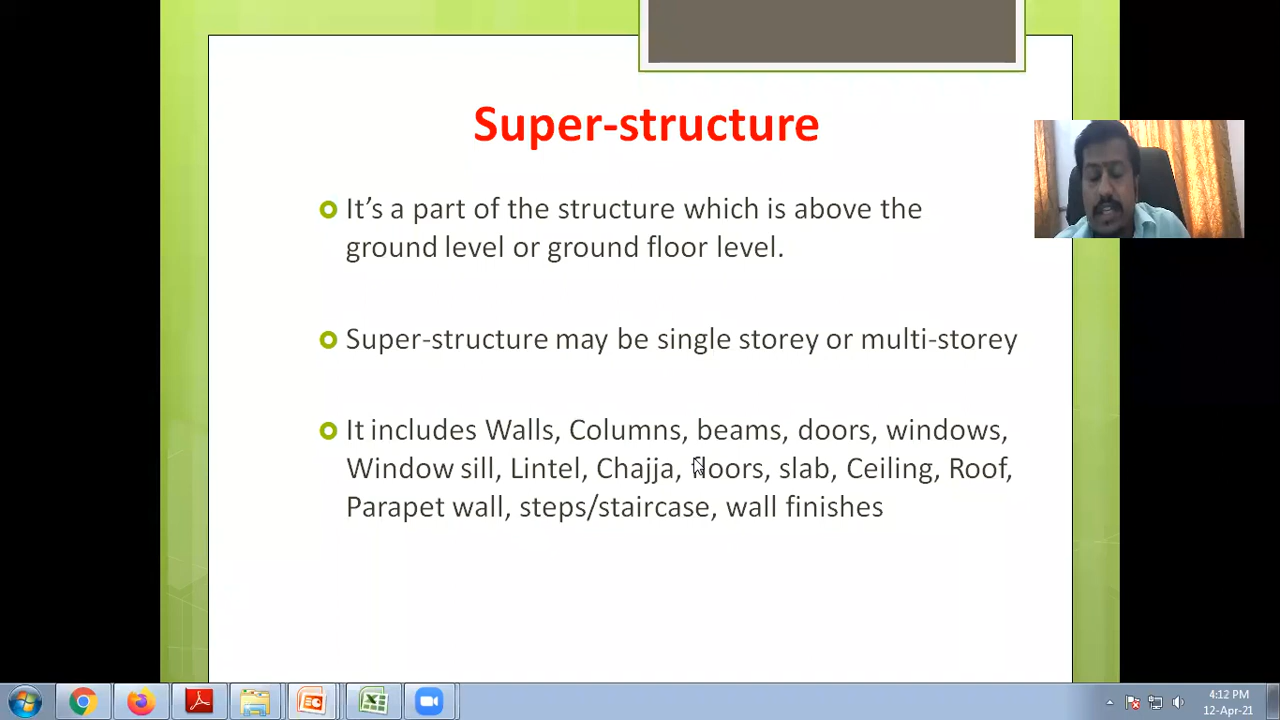 Super-structure
It's a part of the structure which is above the
ground level or ground floor level.
Super-structure may be single storey or multi-storey
It includes Walls, Columns, beams, doors, windows,
Window sill, Lintel, Chajja, floors, slab, Ceiling, Roof,
Parapet wall, steps/staircase, wall finishes
4:12 PM
12-Apr-21